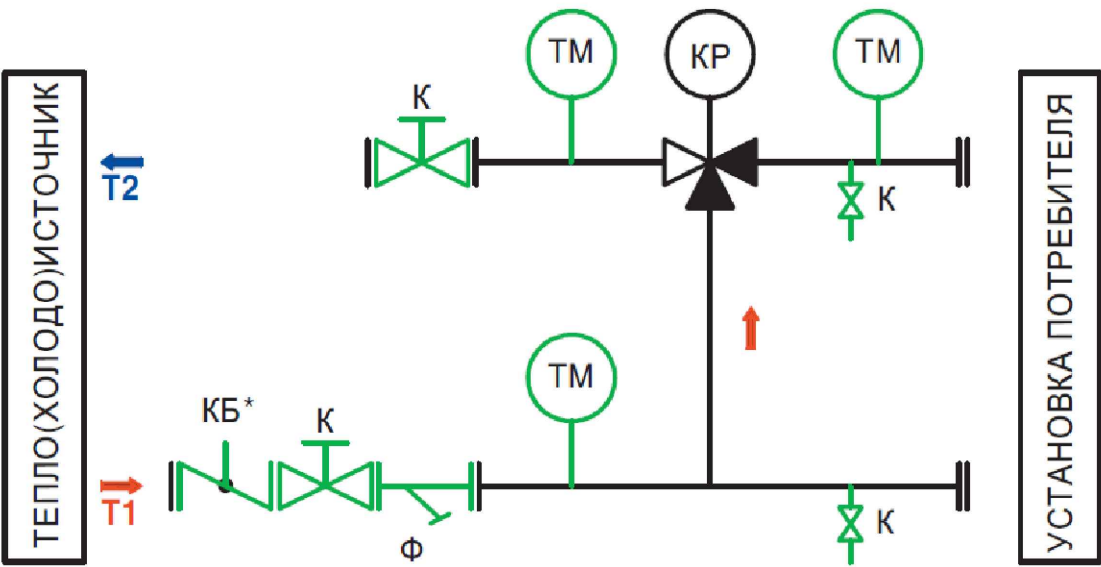 ТЕПЛО(ХОЛОДО)ИСТОЧНИК
ТМ
КР
ТМ
К
Т2
К
ТМ
КБ*
К
Т1
Ф
К
УСТАНОВКА ПОТРЕБИТЕЛЯ